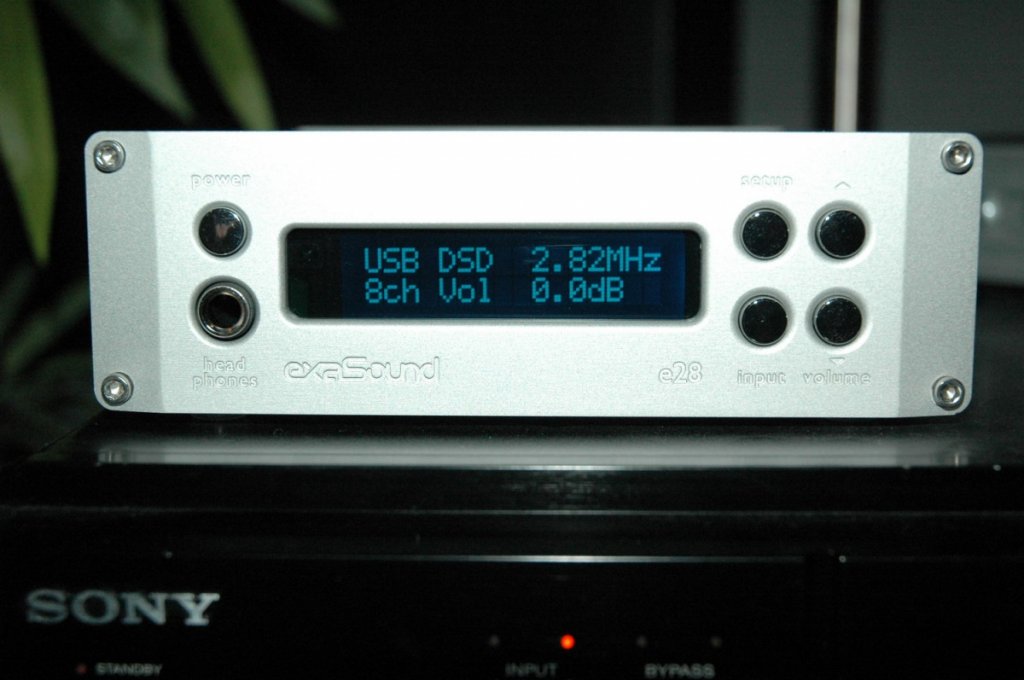 power
setup
USB DSD 2.82MHz
8ch Vol 0.0dB
head
phones
exaSound
e28
input
volume
SONY
STANDBY
INPUT
BYPASS